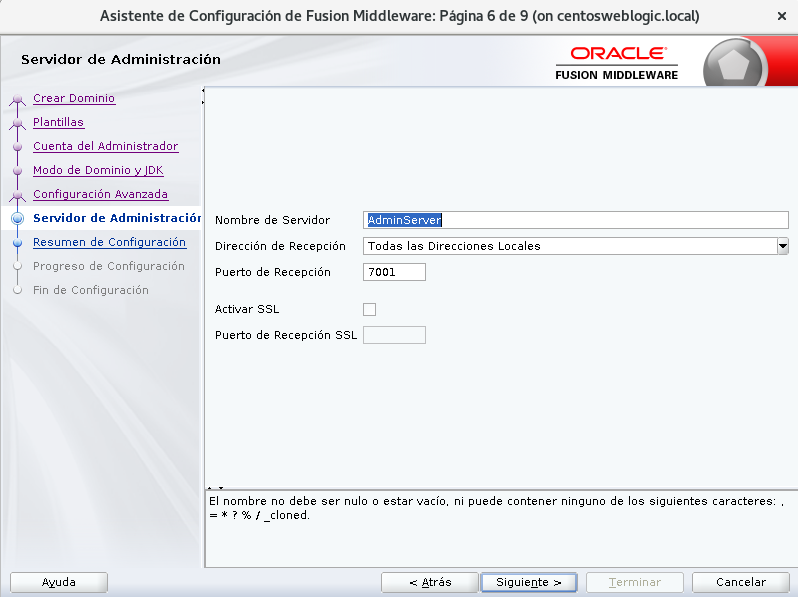 Asistente de Configuración de Fusion Middleware: Página 6 de 9 (on centosweblogic.local)
Servidor de Administración
ORACLE
FUSION MIDDLEWARE
Crear Dominio
Plantillas
Cuenta del Administrador
Modo de Dominio y JDK
Configuración Avanzada
Servidor de Administración
Resumen de Configuración
Progreso de Configuración
Fin de Configuración
Nombre de Servidor AdminServer
Dirección de Recepción Todas las Direcciones Locales
Puerto de Recepción 7001
Activar SSL
Puerto de Recepción SSL
El nombre no debe ser nulo o estar vacío, ni puede contener ninguno de los siguientes caracteres: ,
= * ? % / _cloned.
Ayuda < Atrás Siguiente > Terminar Cancelar